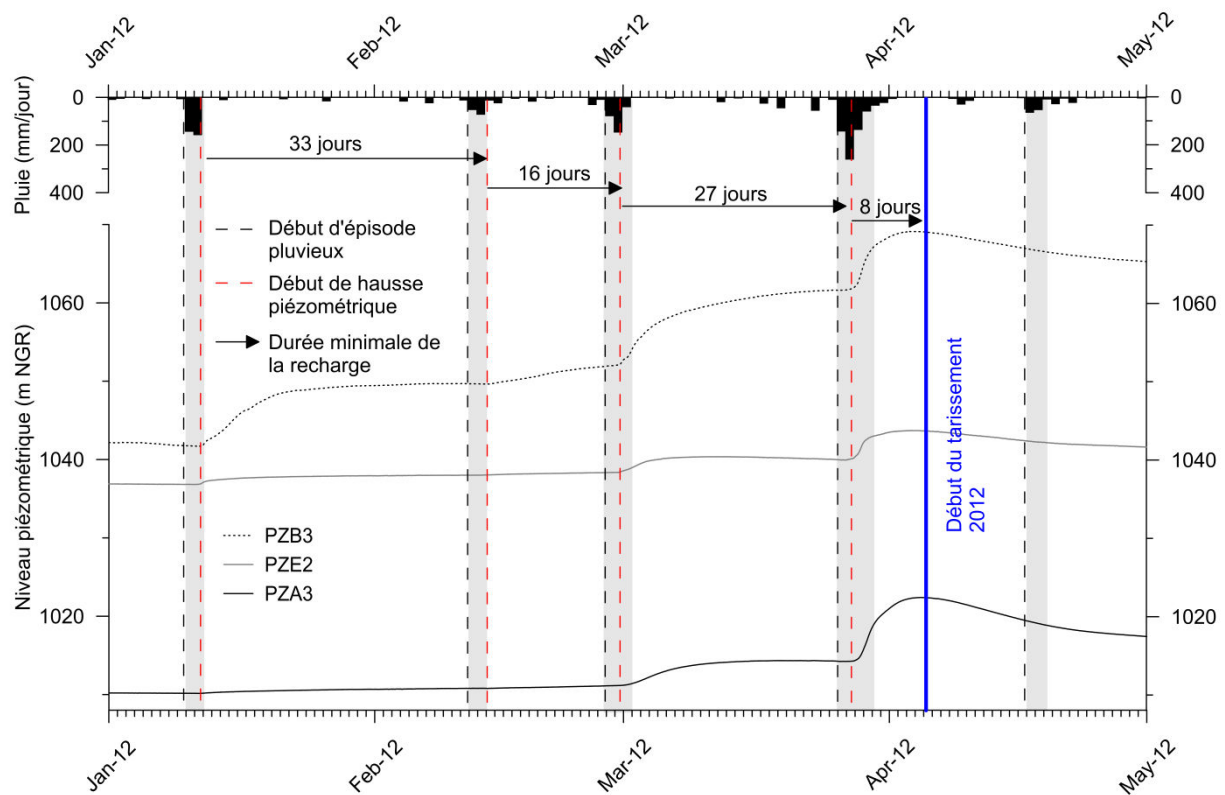 Jan-12
Feb-12
Mar-12
Apr-12
May-12
Pluie (mm/jour)
0
200
400
0
200
400
33 jours
16 jours
27 jours
8 jours
Début d'épisode
pluvieux
Début de hausse
piézométrique
Durée minimale de
la recharge
Niveau piézométrique (m NGR)
1060
1040
1020
1060
1040
1020
Début du tarissement
2012
PZB3
PZE2
PZA3
Jan-12
Feb-12
Mar-12
Apr-12
May-12